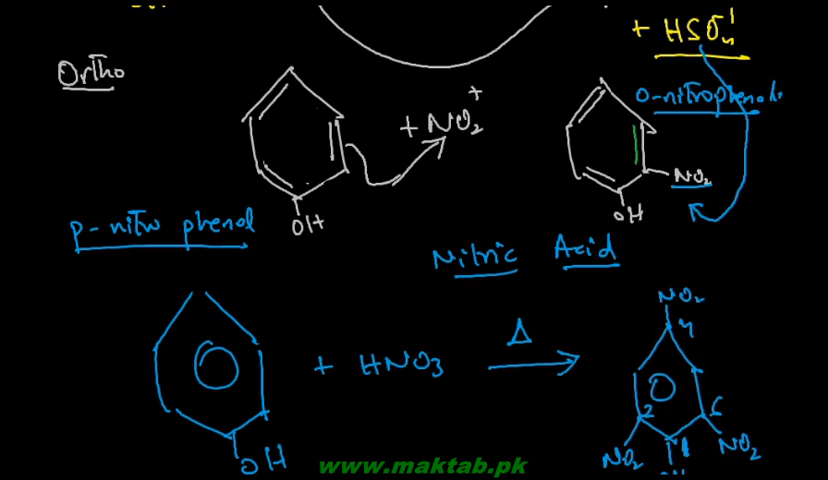 + HSO₄⁻¹
Ortho
O-nitrophenol
+ NO₂⁺
NO₂
OH
OH
p-nitro phenol
Nitric Acid
NO₂
4
Δ
+ HNO3
2
6
1
OH
NO₂
NO₂
www.maktab.pk